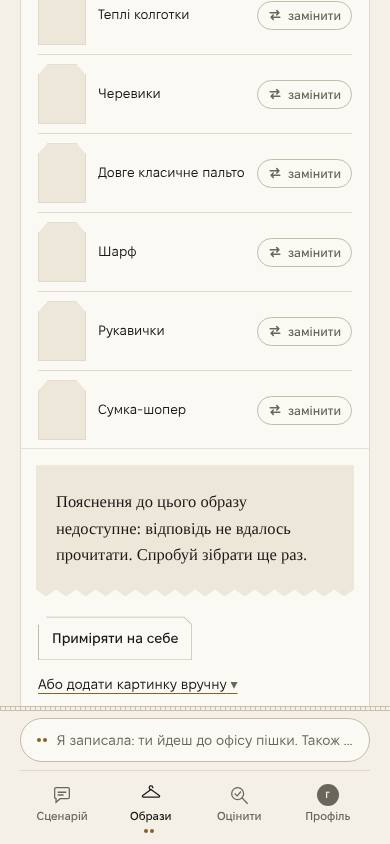 Теплі колготки
замінити
Черевики
замінити
Довге класичне пальто
замінити
Шарф
замінити
Рукавички
замінити
Сумка-шопер
замінити
Пояснення до цього образу
недоступне: відповідь не вдалось
прочитати. Спробуй зібрати ще раз.
Приміряти на себе
Або додати картинку вручну ▾
Я записала: ти йдеш до офісу пішки. Також ...
Сценарій
Образи
Оцінити
г
Профіль